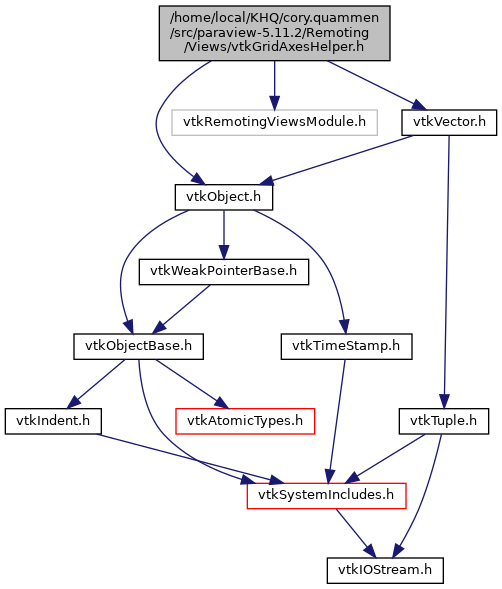 /home/local/KHQ/cory.quammen
/src/paraview-5.11.2/Remoting
/Views/vtkGridAxesHelper.h
vtkRemotingViewsModule.h
vtkVector.h
vtkObject.h
vtkWeakPointerBase.h
vtkObjectBase.h
vtkTimeStamp.h
vtkIndent.h
vtkAtomicTypes.h
vtkTuple.h
vtkSystemIncludes.h
vtkIOStream.h